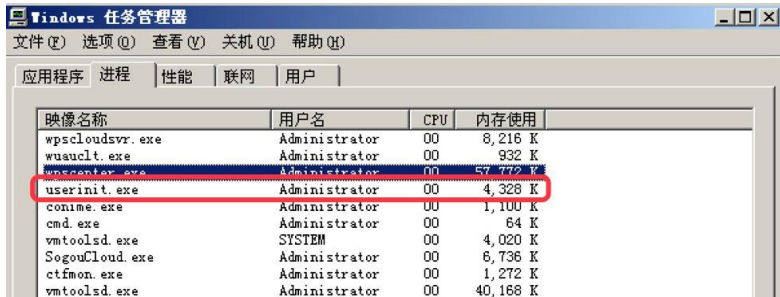 Windows 任务管理器
文件(F) 选项(O) 查看(V) 关机(U) 帮助(H)
应用程序 进程 性能 联网 用户
映像名称 用户名 CPU 内存使用
wpscloudsvr.exe Administrator 00 8,216 K
wuauclt.exe Administrator 00 932 K
wpscenter.exe Administrator 00 57,772 K
userinit.exe Administrator 00 4,328 K
conime.exe Administrator 00 1,100 K
cmd.exe Administrator 00 64 K
vmtoolsd.exe SYSTEM 00 4,020 K
SogouCloud.exe Administrator 00 6,736 K
ctfmon.exe Administrator 00 1,272 K
vmtoolsd.exe Administrator 00 40,168 K